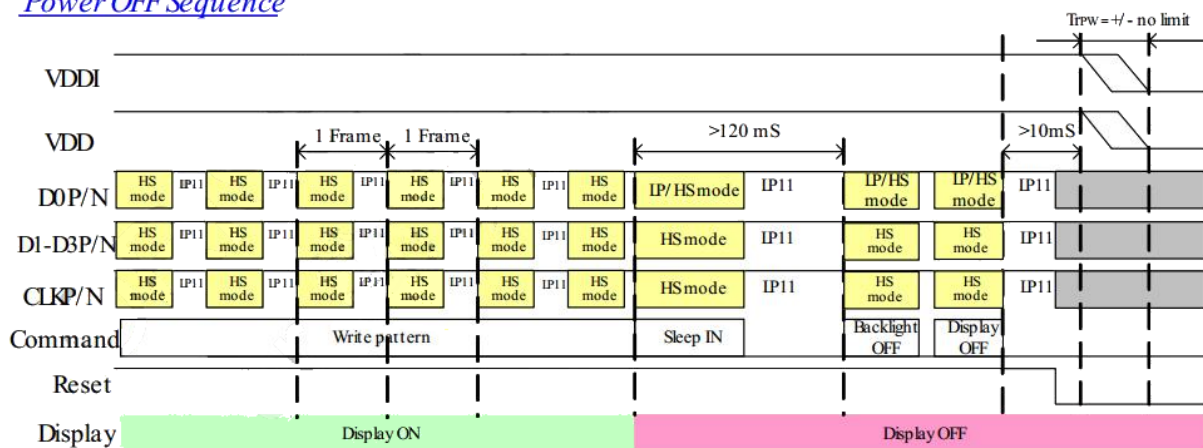 Power OFF Sequence
TRPW= +/- no limit
VDDI
VDD
1 Frame 1 Frame >120 mS >10mS
D0P/N HS mode LP11 HS mode LP11 HS mode LP11 HS mode LP11 HS mode LP11 HS mode LP/HSmode LP11 LP/HS mode LP/HS mode LP11
D1-D3P/N HS mode LP11 HS mode LP11 HS mode LP11 HS mode LP11 HS mode LP11 HS mode HSmode LP11 HS mode HS mode LP11
CLKP/N HS mode LP11 HS mode LP11 HS mode LP11 HS mode LP11 HS mode LP11 HS mode HSmode LP11 HS mode HS mode LP11
Command Write pattern Sleep IN Backlight OFF Display OFF
Reset
Display Display ON Display OFF